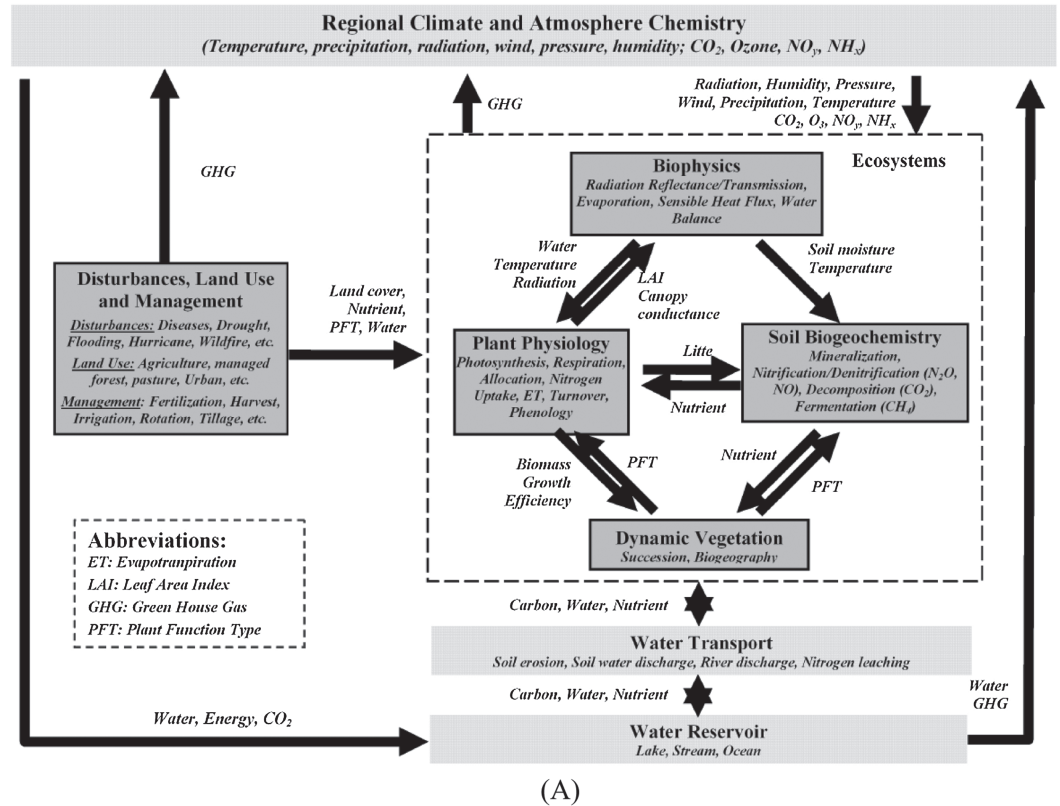 Regional Climate and Atmosphere Chemistry
(Temperature, precipitation, radiation, wind, pressure, humidity; CO2, Ozone, NOy, NHx)
Radiation, Humidity, Pressure,
Wind, Precipitation, Temperature
CO2, O3, NOy, NHx
GHG
GHG
Ecosystems
Biophysics
Radiation Reflectance/Transmission,
Evaporation, Sensible Heat Flux, Water
Balance
Water
Temperature
Radiation
LAI
Canopy
conductance
Soil moisture
Temperature
Disturbances, Land Use
and Management
Disturbances: Diseases, Drought,
Flooding, Hurricane, Wildfire, etc.
Land Use: Agriculture, managed
forest, pasture, Urban, etc.
Management: Fertilization, Harvest,
Irrigation, Rotation, Tillage, etc.
Land cover,
Nutrient,
PFT, Water
Plant Physiology
Photosynthesis, Respiration,
Allocation, Nitrogen
Uptake, ET, Turnover,
Phenology
Litte
Nutrient
Soil Biogeochemistry
Mineralization,
Nitrification/Denitrification (N2O,
NO), Decomposition (CO2),
Fermentation (CH4)
Biomass
Growth
Efficiency
PFT
Nutrient
PFT
Dynamic Vegetation
Succession, Biogeography
Abbreviations:
ET: Evapotranpiration
LAI: Leaf Area Index
GHG: Green House Gas
PFT: Plant Function Type
Carbon, Water, Nutrient
Water Transport
Soil erosion, Soil water discharge, River discharge, Nitrogen leaching
Carbon, Water, Nutrient
Water
GHG
Water, Energy, CO2
Water Reservoir
Lake, Stream, Ocean
(A)